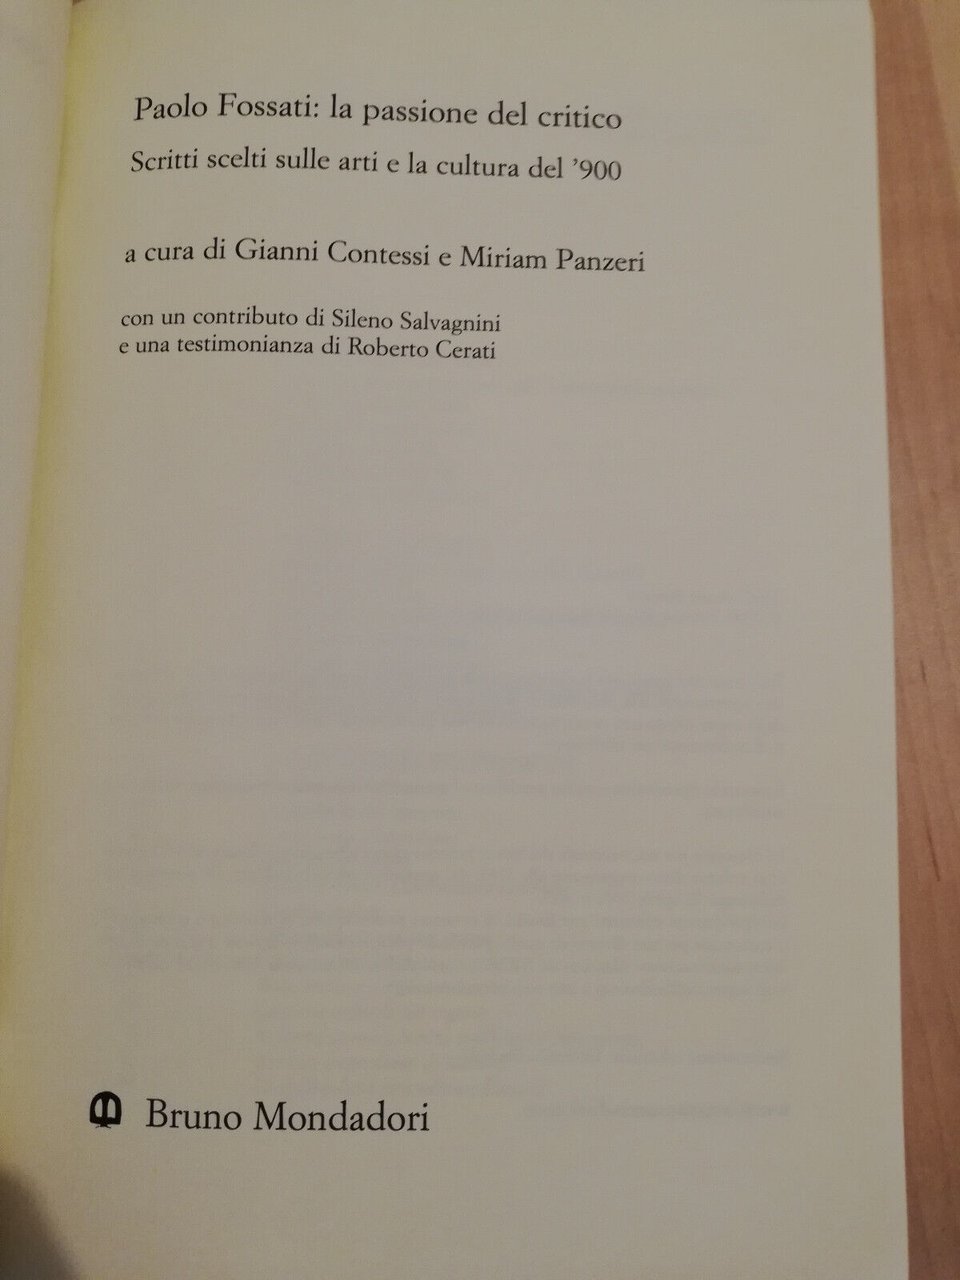 Paolo Fossati: la passione del critico
Scritti scelti sulle arti e la cultura del ’900
a cura di Gianni Contessi e Miriam Panzeri
con un contributo di Sileno Salvagnini
e una testimonianza di Roberto Cerati
Bruno Mondadori